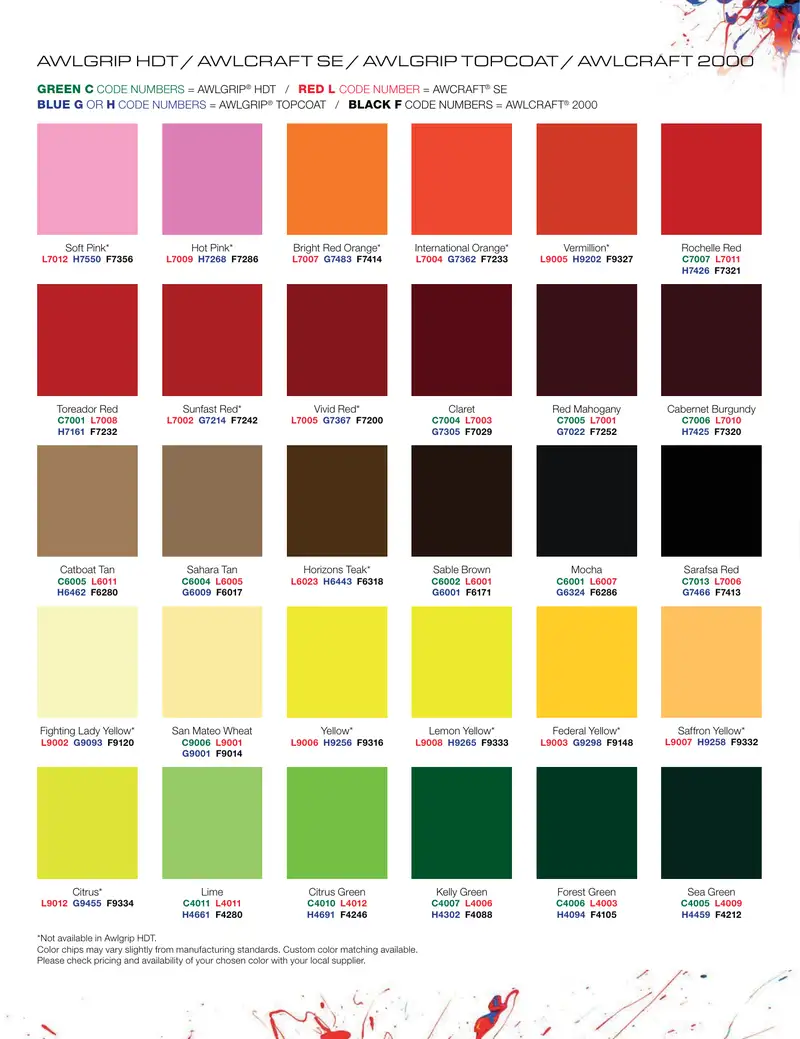 AWLGRIP HDT / AWLCRAFT SE / AWLGRIP TOPCOAT / AWLCRAFT 2000
GREEN C CODE NUMBERS = AWLGRIP® HDT / RED L CODE NUMBER = AWCRAFT® SE
BLUE G OR H CODE NUMBERS = AWLGRIP® TOPCOAT / BLACK F CODE NUMBERS = AWLCRAFT® 2000
Soft Pink*
L7012 H7550 F7356
Hot Pink*
L7009 H7268 F7286
Bright Red Orange*
L7007 G7483 F7414
International Orange*
L7004 G7362 F7233
Vermillion*
L9005 H9202 F9327
Rochelle Red
C7007 L7011
H7426 F7321
Toreador Red
C7001 L7008
H7161 F7232
Sunfast Red*
L7002 G7214 F7242
Vivid Red*
L7005 G7367 F7200
Claret
C7004 L7003
G7305 F7029
Red Mahogany
C7005 L7001
G7022 F7252
Cabernet Burgundy
C7006 L7010
H7425 F7320
Catboat Tan
C6005 L6011
H6462 F6280
Sahara Tan
C6004 L6005
G6009 F6017
Horizons Teak*
L6023 H6443 F6318
Sable Brown
C6002 L6001
G6001 F6171
Mocha
C6001 L6007
G6324 F6286
Sarafsa Red
C7013 L7006
G7466 F7413
Fighting Lady Yellow*
L9002 G9093 F9120
San Mateo Wheat
C9006 L9001
G9001 F9014
Yellow*
L9006 H9256 F9316
Lemon Yellow*
L9008 H9265 F9333
Federal Yellow*
L9003 G9298 F9148
Saffron Yellow*
L9007 H9258 F9332
Citrus*
L9012 G9455 F9334
Lime
C4011 L4011
H4661 F4280
Citrus Green
C4010 L4012
H4691 F4246
Kelly Green
C4007 L4006
H4302 F4088
Forest Green
C4006 L4003
H4094 F4105
Sea Green
C4005 L4009
H4459 F4212
*Not available in Awlgrip HDT.
Color chips may vary slightly from manufacturing standards. Custom color matching available.
Please check pricing and availability of your chosen color with your local supplier.